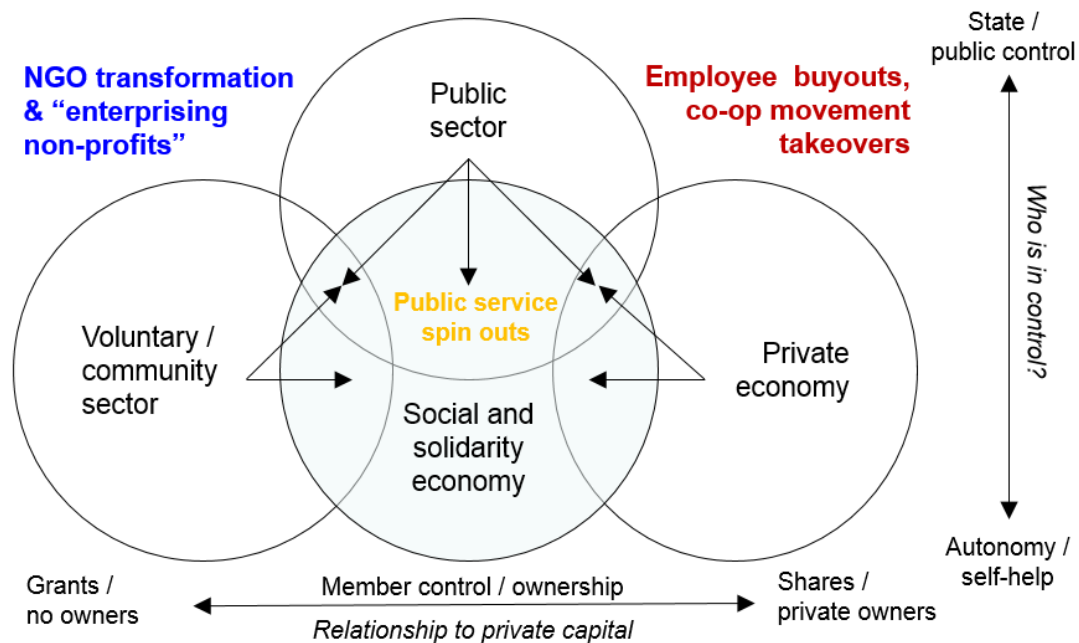 State /
public control
NGO transformation
& “enterprising
non-profits”
Public
sector
Employee buyouts,
co-op movement
takeovers
Who is in control?
Public service
spin outs
Voluntary /
community
sector
Private
economy
Social and
solidarity
economy
Autonomy /
self-help
Grants /
no owners
Member control / ownership
Relationship to private capital
Shares /
private owners